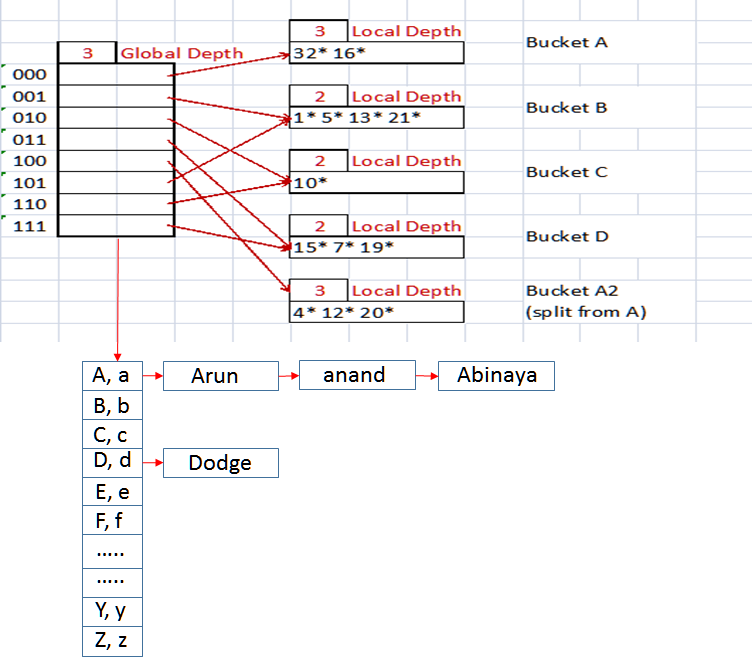 3 Local Depth
32* 16*
Bucket A
3 Global Depth
000
001
010
011
100
101
110
111
2 Local Depth
1* 5* 13* 21*
Bucket B
2 Local Depth
10*
Bucket C
2 Local Depth
15* 7* 19*
Bucket D
3 Local Depth
4* 12* 20*
Bucket A2
(split from A)
A, a
Arun
anand
Abinaya
B, b
C, c
D, d
Dodge
E, e
F, f
.....
.....
Y, y
Z, z